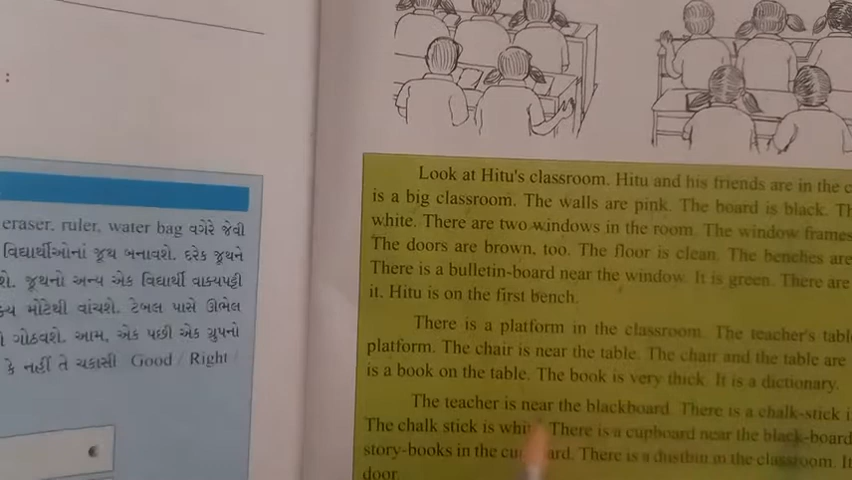 :
eraser. ruler, water bag વગેરે જેવી
વિદ્યાર્થીઓનાં જૂથ બનાવશે. દરેક જૂથને
શે. જૂથનો અન્ય એક વિદ્યાર્થી વાક્યપટ્ટી
ક્ય મોટેથી વાંચશે. ટેબલ પાસે ઊભેલ
ગોઠવશે. આમ, એક પછી એક ગ્રુપનો
કે નહીં તે ચકાસી Good / Right /
Look at Hitu's classroom. Hitu and his friends are in the
is a big classroom. The walls are pink. The board is black.
white. There are two windows in the room. The window frames
The doors are brown, too. The floor is clean. The benches are
There is a bulletin-board near the window. It is green. There are
it. Hitu is on the first bench.
There is a platform in the classroom. The teacher's
platform. The chair is near the table. The chair and the table are
is a book on the table. The book is very thick. It is a dictionary.
The teacher is near the blackboard. There is a chalk-stick
The chalk stick is There is a cupboard near the black-board
story-books in the There is a dustbin in the classroom.
door.